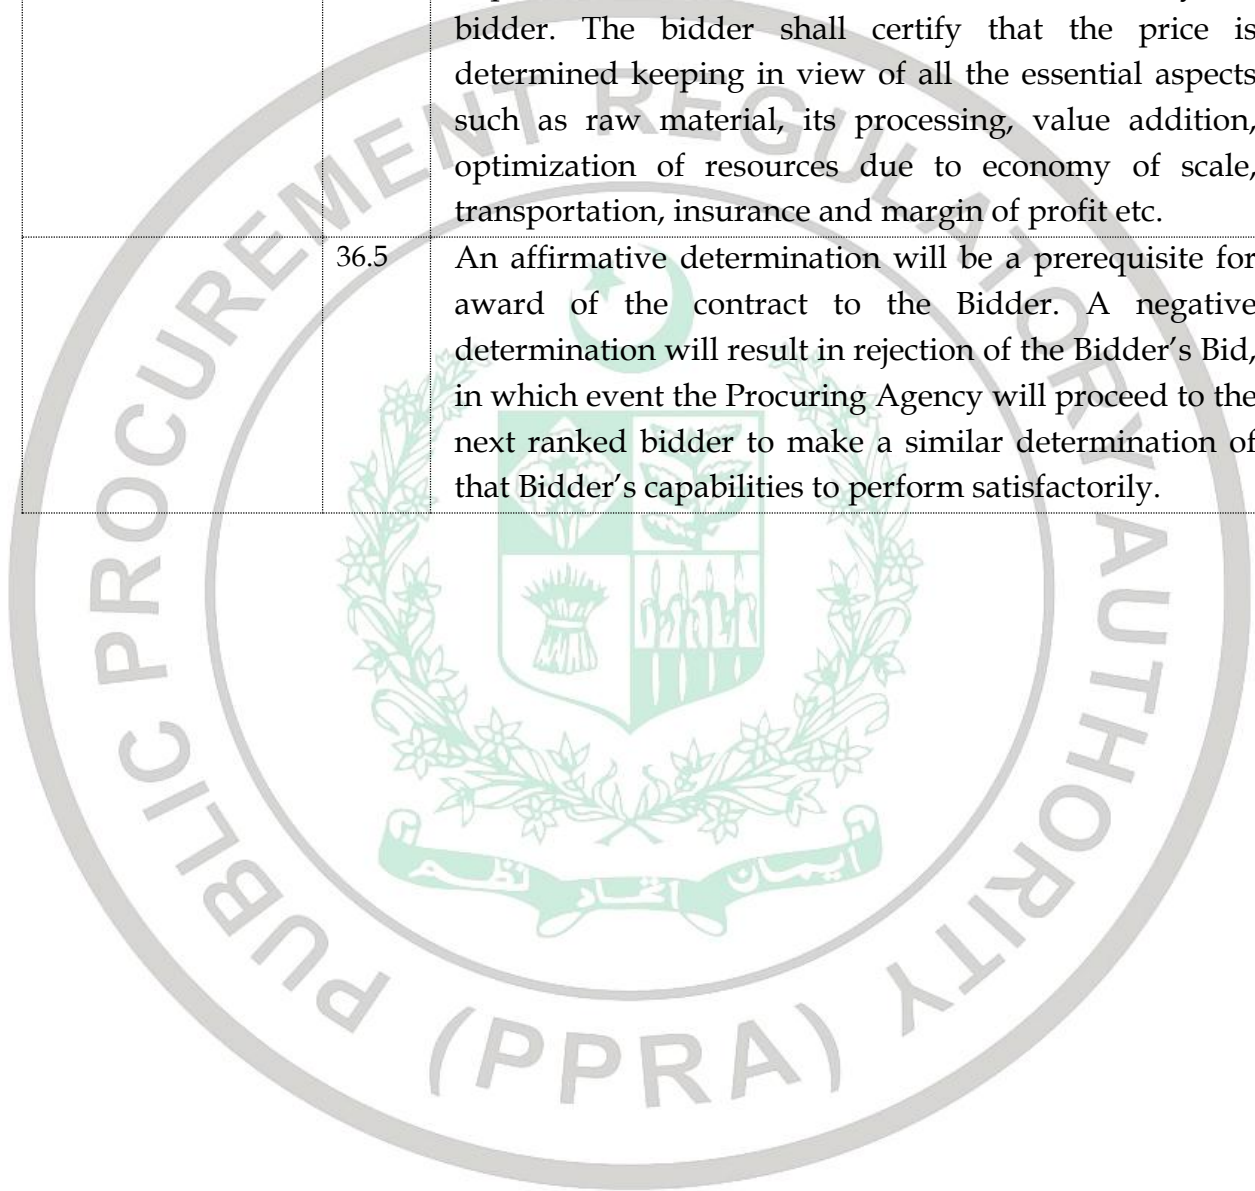 bidder. The bidder shall certify that the price is
determined keeping in view of all the essential aspects
such as raw material, its processing, value addition,
optimization of resources due to economy of scale,
transportation, insurance and margin of profit etc.
36.5 An affirmative determination will be a prerequisite for
award of the contract to the Bidder. A negative
determination will result in rejection of the Bidder’s Bid,
in which event the Procuring Agency will proceed to the
next ranked bidder to make a similar determination of
that Bidder’s capabilities to perform satisfactorily.
PUBLIC PROCUREMENT REGULATORY AUTHORITY
(PPRA)
ایمان اتحاد نظم